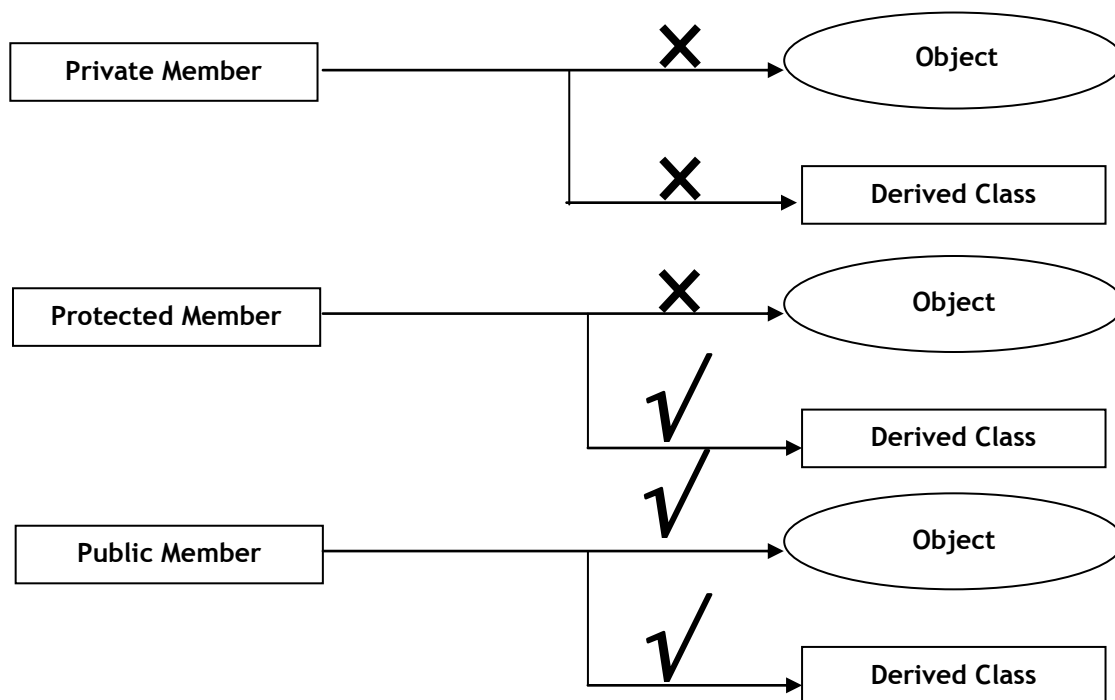 Private Member
Object
Derived Class
Protected Member
Object
Derived Class
Public Member
Object
Derived Class